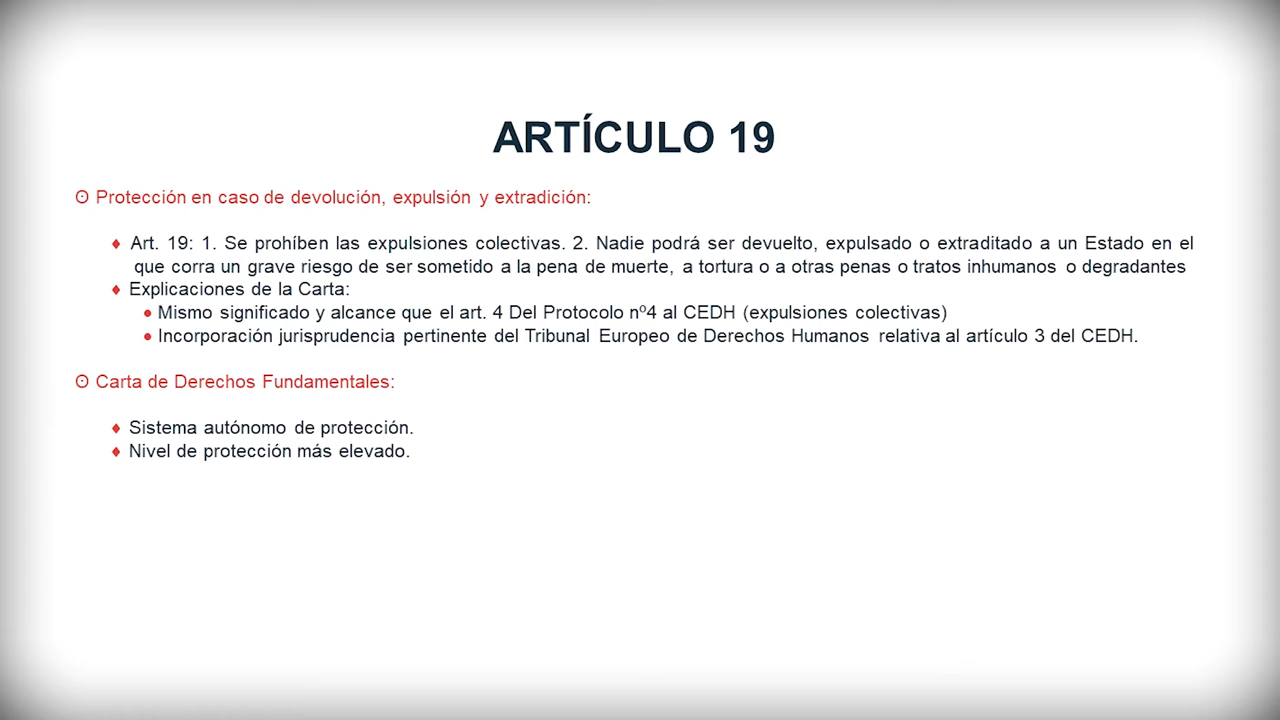 ARTÍCULO 19
Protección en caso de devolución, expulsión y extradición:
Art. 19: 1. Se prohíben las expulsiones colectivas. 2. Nadie podrá ser devuelto, expulsado o extraditado a un Estado en el
que corra un grave riesgo de ser sometido a la pena de muerte, a tortura o a otras penas o tratos inhumanos o degradantes
Explicaciones de la Carta:
Mismo significado y alcance que el art. 4 Del Protocolo nº4 al CEDH (expulsiones colectivas)
Incorporación jurisprudencia pertinente del Tribunal Europeo de Derechos Humanos relativa al artículo 3 del CEDH.
Carta de Derechos Fundamentales:
Sistema autónomo de protección.
Nivel de protección más elevado.